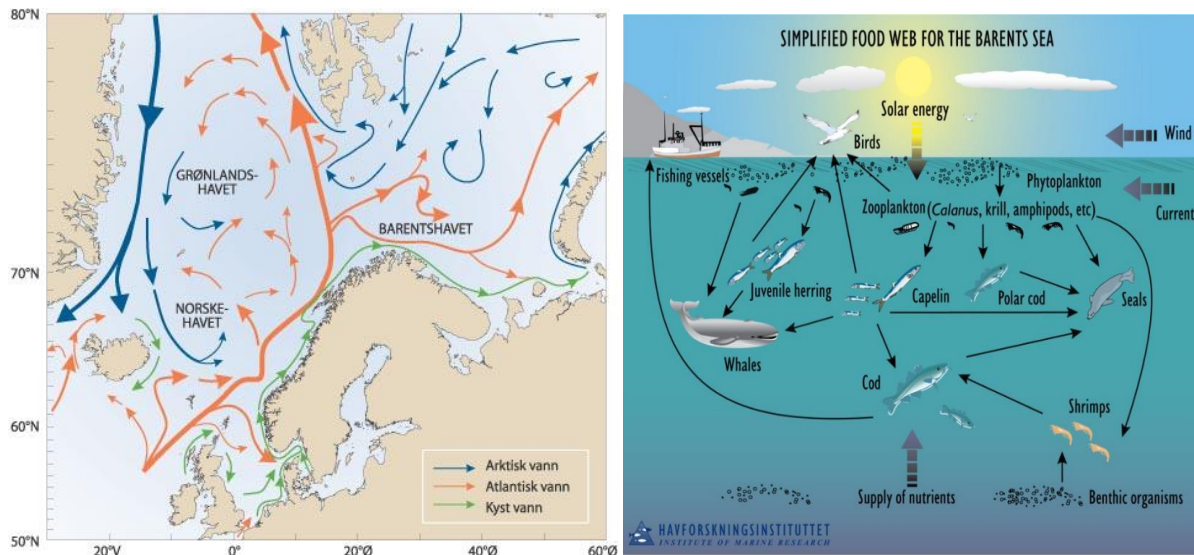 80°N
70°N
60°N
50°N
20°V
0°
20°Ø
40°Ø
60°Ø
GRØNLANDS-
HAVET
BARENTSHAVET
NORSKE-
HAVET
Arktisk vann
Atlantisk vann
Kyst vann
SIMPLIFIED FOOD WEB FOR THE BARENTS SEA
Solar energy
Birds
Wind
Fishing vessels
Phytoplankton
Zooplankton (Calanus, krill, amphipods, etc)
Current
Juvenile herring
Capelin
Polar cod
Seals
Whales
Cod
Shrimps
Supply of nutrients
Benthic organisms
HAVFORSKNINGSINSTITUTTET
INSTITUTE OF MARINE RESEARCH